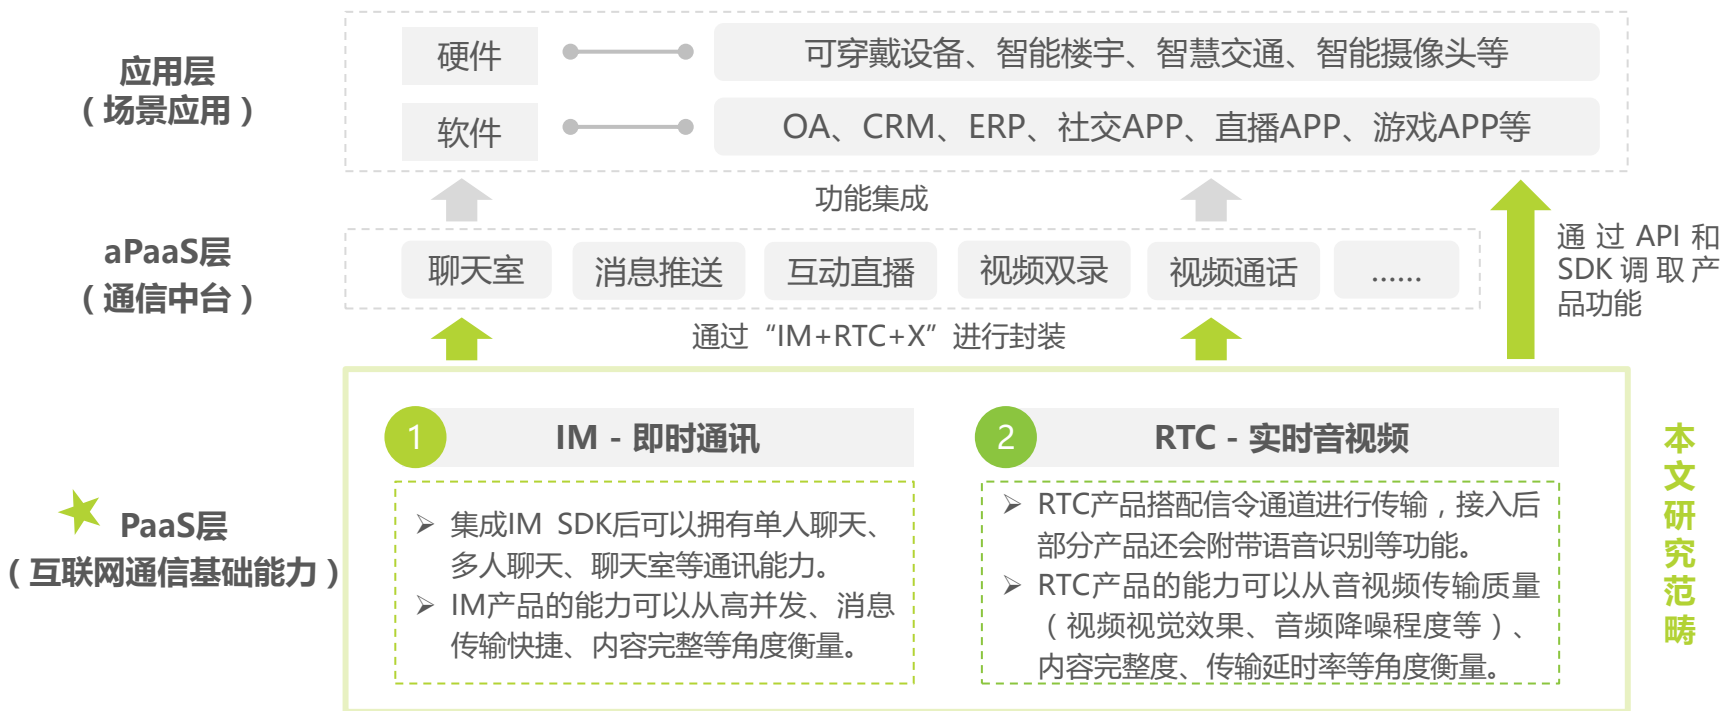 应用层
（场景应用）
硬件
可穿戴设备、智能楼宇、智慧交通、智能摄像头等
软件
OA、CRM、ERP、社交APP、直播APP、游戏APP等
功能集成
aPaaS层
（通信中台）
聊天室
消息推送
互动直播
视频双录
视频通话
......
通过 API 和
SDK调取产
品功能
通过“IM+RTC+X”进行封装
PaaS层
（互联网通信基础能力）
1
IM - 即时通讯
➢ 集成IM SDK后可以拥有单人聊天、
多人聊天、聊天室等通讯能力。
➢ IM产品的能力可以从高并发、消息
传输快捷、内容完整等角度衡量。
2
RTC - 实时音视频
➢ RTC产品搭配信令通道进行传输，接入后
部分产品还会附带语音识别等功能。
➢ RTC产品的能力可以从音视频传输质量
（视频视觉效果、音频降噪程度等）、
内容完整度、传输延时率等角度衡量。
本文研究范畴